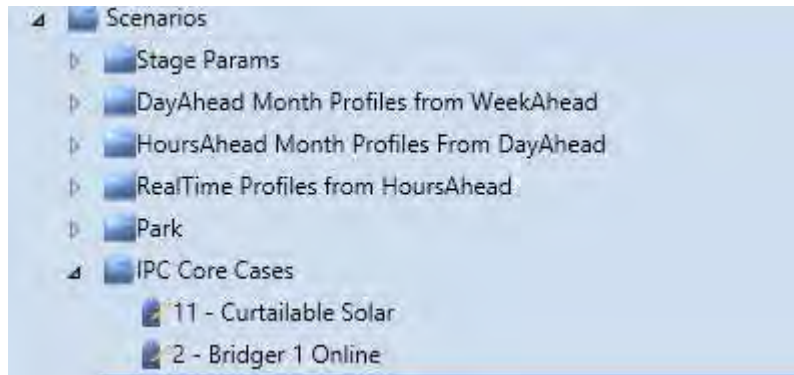 Scenarios
Stage Params
DayAhead Month Profiles from WeekAhead
HoursAhead Month Profiles From DayAhead
RealTime Profiles from HoursAhead
Park
IPC Core Cases
11 - Curtailable Solar
2 - Bridger 1 Online